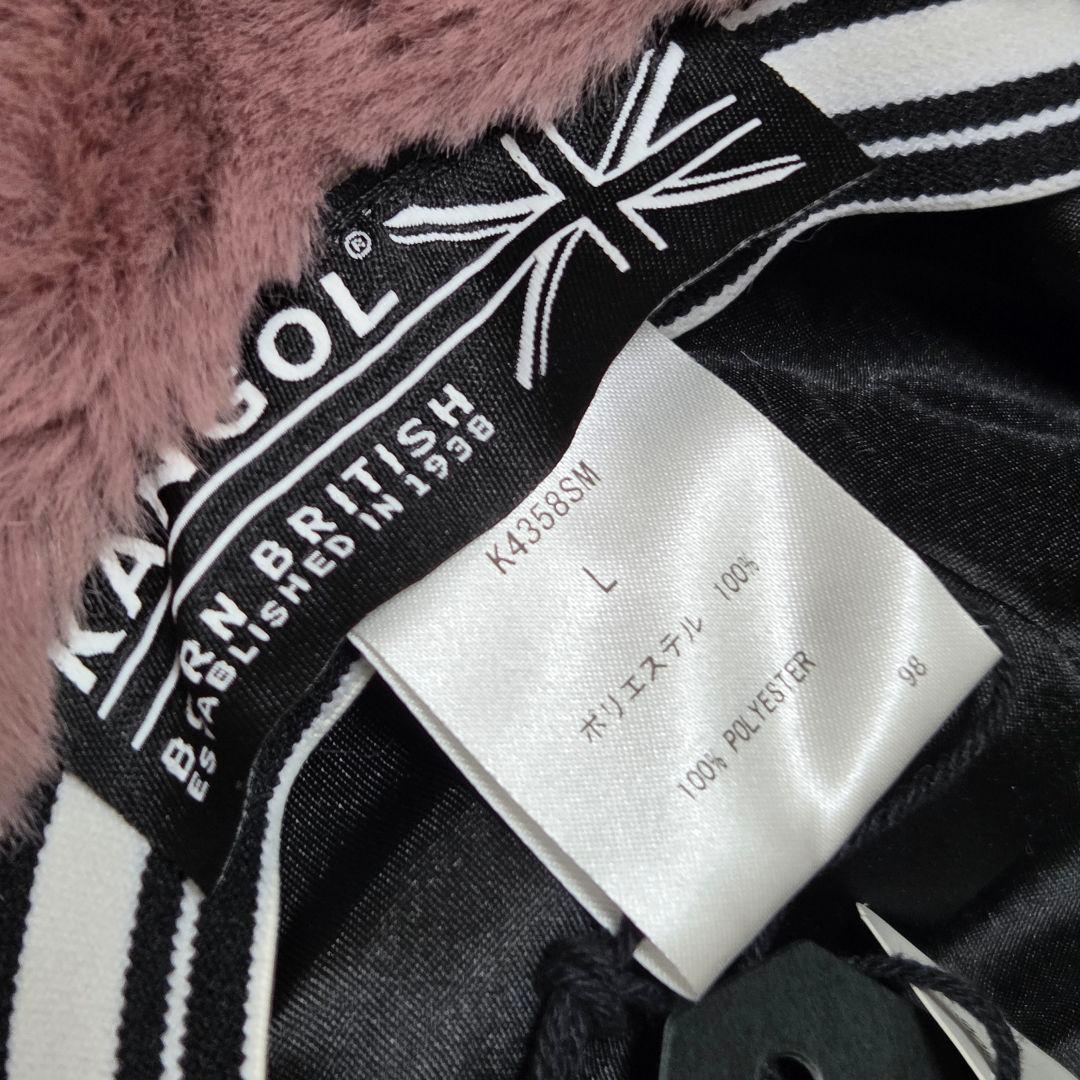 KANGOL®
BORN BRITISH
ESTABLISHED IN 1938
K4358SM
L
ポリエステル 100%
100% POLYESTER
98